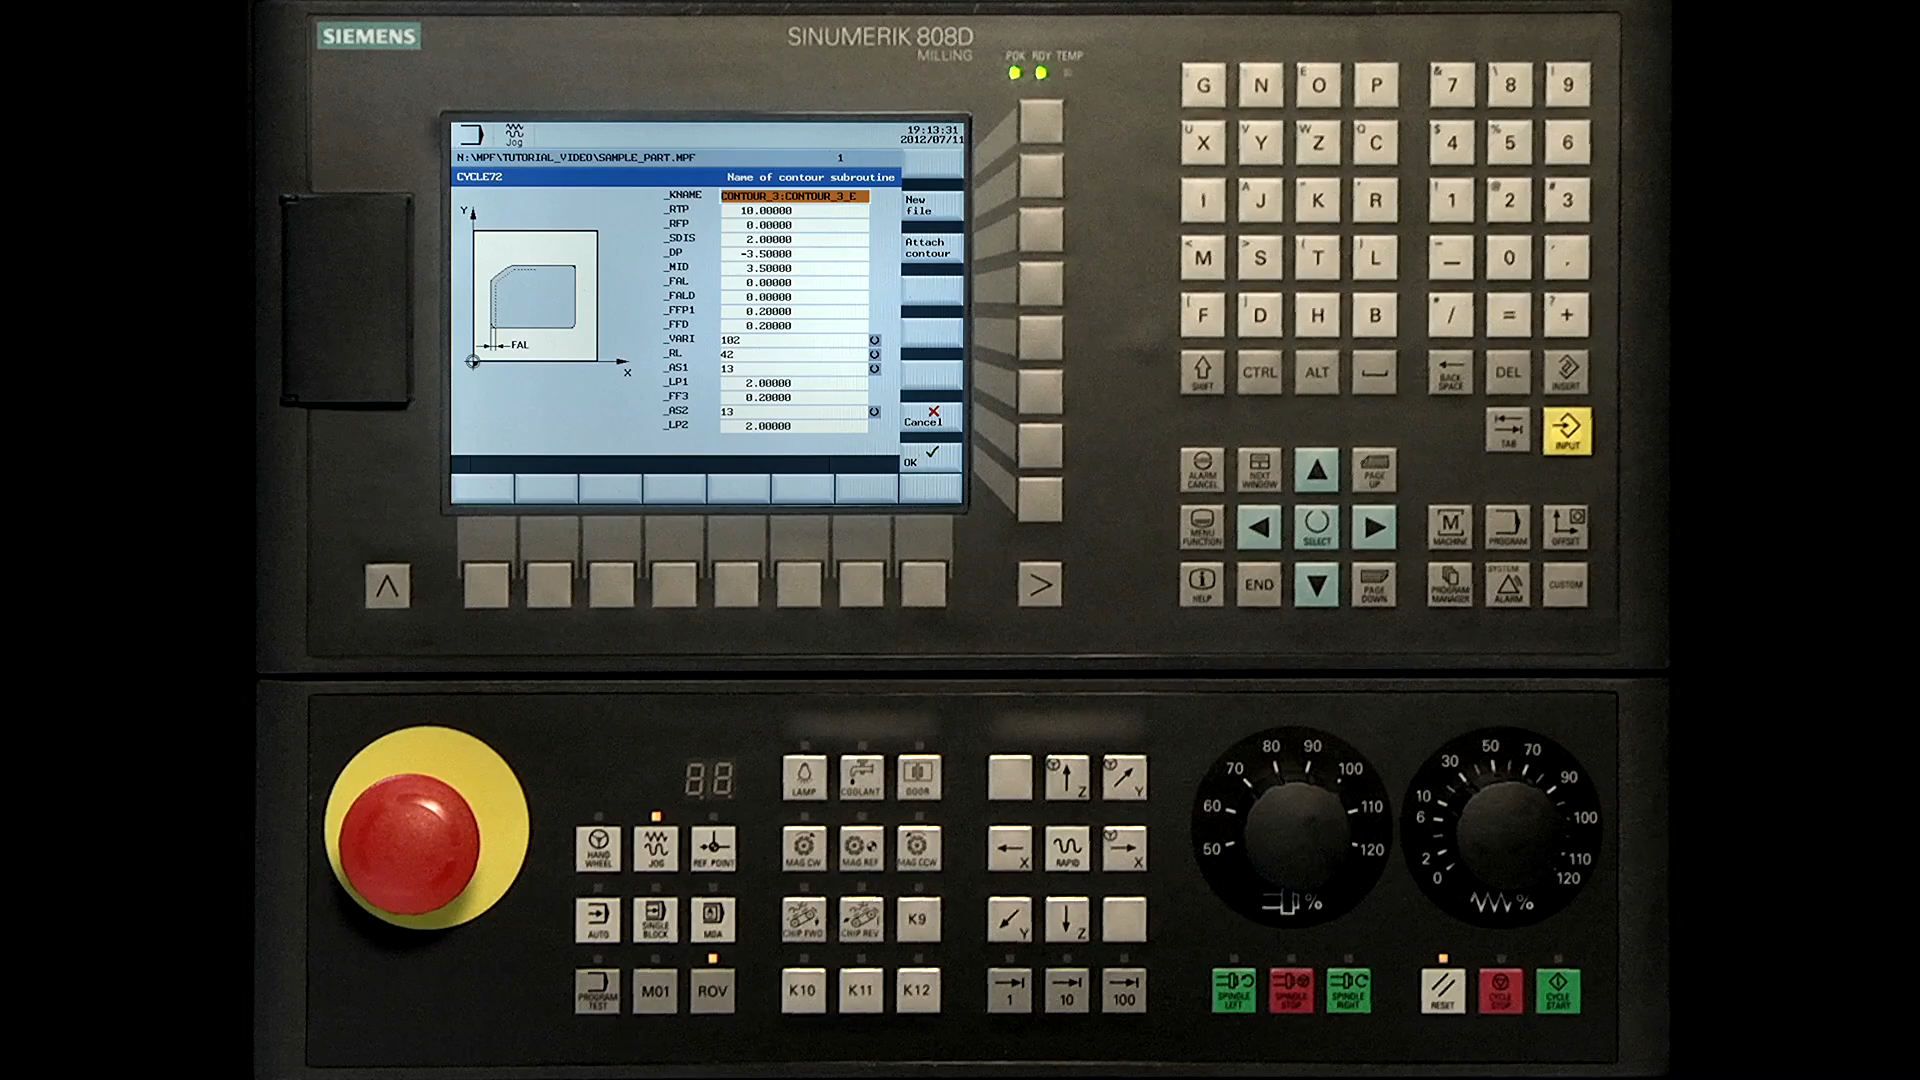 SIEMENS
SINUMERIK 808D
MILLING
POK RDY TEMP
Jog
19:13:31
2012/07/11
N:\MPF\TUTORIAL_VIDEO\SAMPLE_PART.MPF 1
CYCLE72 Name of contour subroutine
_KNAME CONTOUR_3:CONTOUR_3_E
_RTP 10.00000
_RFP 0.00000
_SDIS 2.00000
_DP -3.50000
_MID 3.50000
_FAL 0.00000
_FALD 0.00000
_FFP1 0.20000
_FFD 0.20000
_VARI 102
_RL 42
_AS1 13
_LP1 2.00000
_FF3 0.20000
_AS2 13
_LP2 2.00000
Y
FAL
X
New
file
Attach
contour
Cancel
OK
G N E O P & 7 \ 8 | 9
U X V Y W Z Q C $ 4 % 5 6
I A J " K ' R ! 1 @ 2 # 3
< M > S ( T ) L _ 0
[ F ] D H B * / = ? +
SHIFT CTRL ALT BACK SPACE DEL INSERT
TAB INPUT
ALARM CANCEL NEXT WINDOW PAGE UP
MENU FUNCTION SELECT M MACHINE PROGRAM OFFSET
HELP END PAGE DOWN PROGRAM MANAGER SYSTEM ALARM CUSTOM
LAMP COOLANT DOOR Z Y
HAND WHEEL JOG REF. POINT MAG CW MAG REF MAG CCW X RAPID X
AUTO SINGLE BLOCK MDA CHIP FWD CHIP REV K9 Y Z
PROGRAM TEST M01 ROV K10 K11 K12 1 10 100
50 60 70 80 90 100 110 120
%
0 2 6 10 30 50 70 90 100 110 120
%
SPINDLE LEFT SPINDLE STOP SPINDLE RIGHT RESET CYCLE STOP CYCLE START